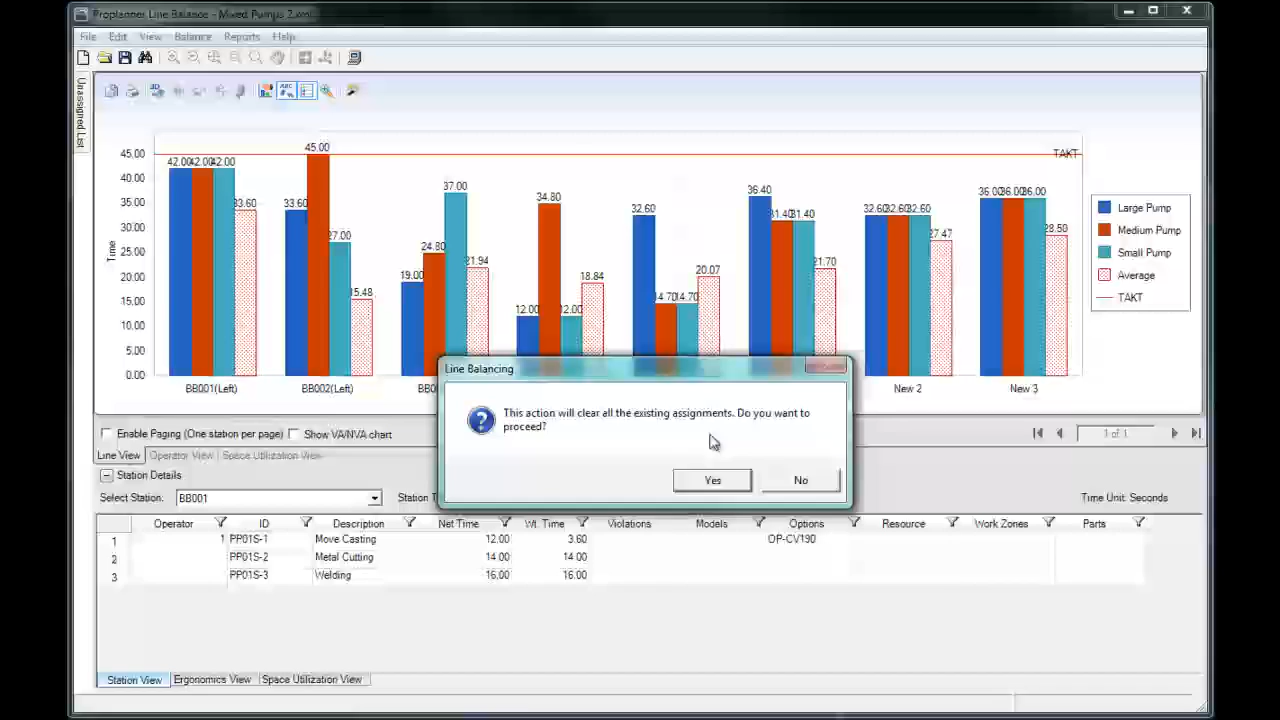 Proplanner Line Balance - Mixed Pumps 2.xml
File Edit View Balance Reports Help
Unassigned List
45.00
40.00
35.00
30.00
25.00
20.00
15.00
10.00
5.00
0.00
Time
42.00 42.00 42.00 33.60
33.60 45.00 27.00 15.48
19.00 24.80 37.00 21.94
12.00 34.80 12.00 18.84
32.60 14.70 14.70 20.07
36.40 31.40 31.40 21.70
32.60 32.60 32.60 27.47
36.00 36.00 36.00 28.50
TAKT
BB001(Left) BB002(Left) BB0 New 2 New 3
Large Pump
Medium Pump
Small Pump
Average
TAKT
Line Balancing
This action will clear all the existing assignments. Do you want to
proceed?
Yes No
Enable Paging (One station per page) Show VA/NVA chart 1 of 1
Line View Operator View Space Utilization View
Station Details
Select Station: BB001 Station T Time Unit: Seconds
Operator ID Description Net Time Wt. Time Violations Models Options Resource Work Zones Parts
1 1 PP01S-1 Move Casting 12.00 3.60 OP-CV190
2 PP01S-2 Metal Cutting 14.00 14.00
3 PP01S-3 Welding 16.00 16.00
Station View Ergonomics View Space Utilization View